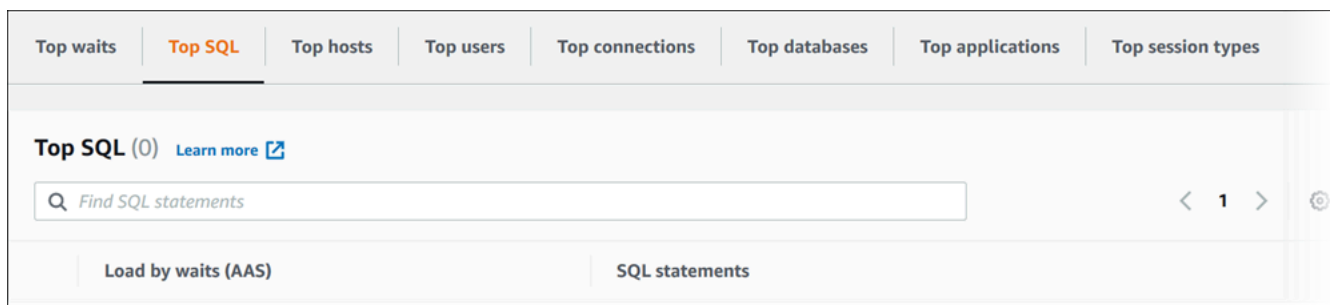 Top waits Top SQL Top hosts Top users Top connections Top databases Top applications Top session types
Top SQL (0) Learn more
Find SQL statements
1
Load by waits (AAS) SQL statements